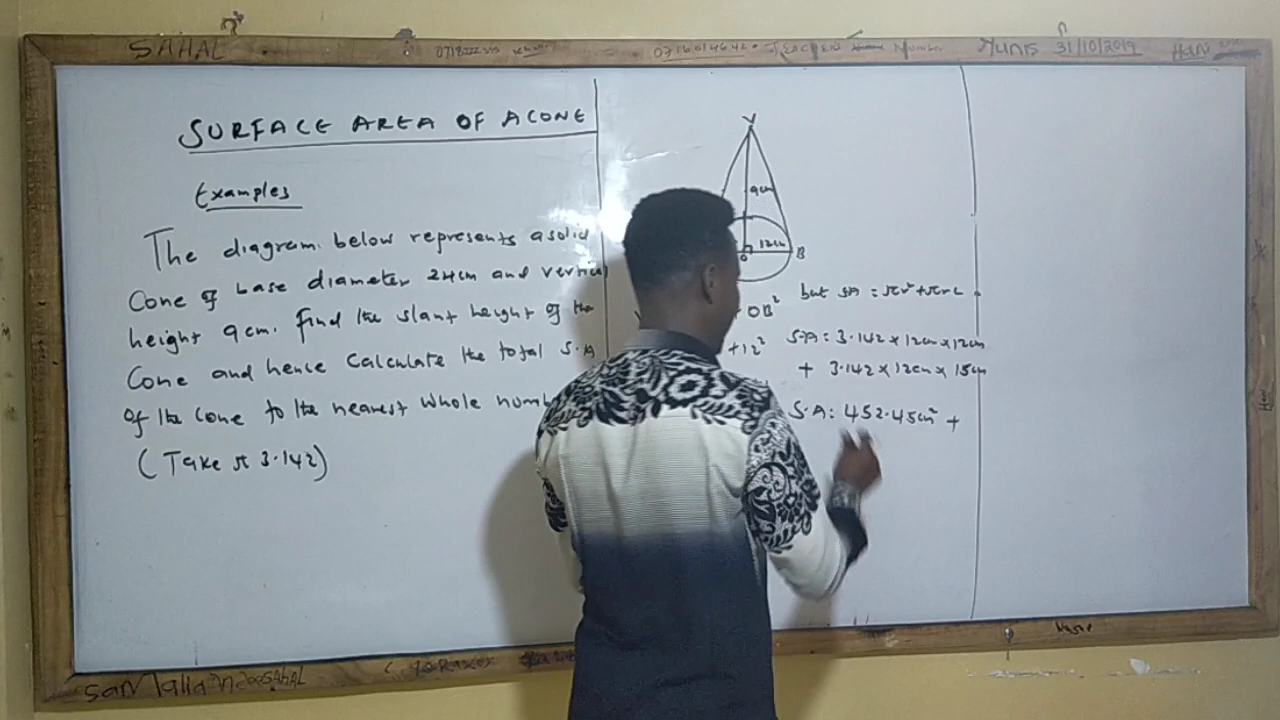 SAHAL
0716014642
31/10/2019
SURFACE AREA OF A CONE
Examples
The diagram below represents a solid
Cone of base diameter 24cm and vertical
height 9cm. Find the slant height of the
Cone and hence Calculate the total S.A
of the Cone to the nearest whole numb
(Take π 3.142)
V
9cm
12cm
O
B
OB²
+12²
but SA = πr² + πrl
S.A: 3.142 x 12cm x 12cm
+ 3.142 x 12cm x 15cm
S.A: 452.45cm² +